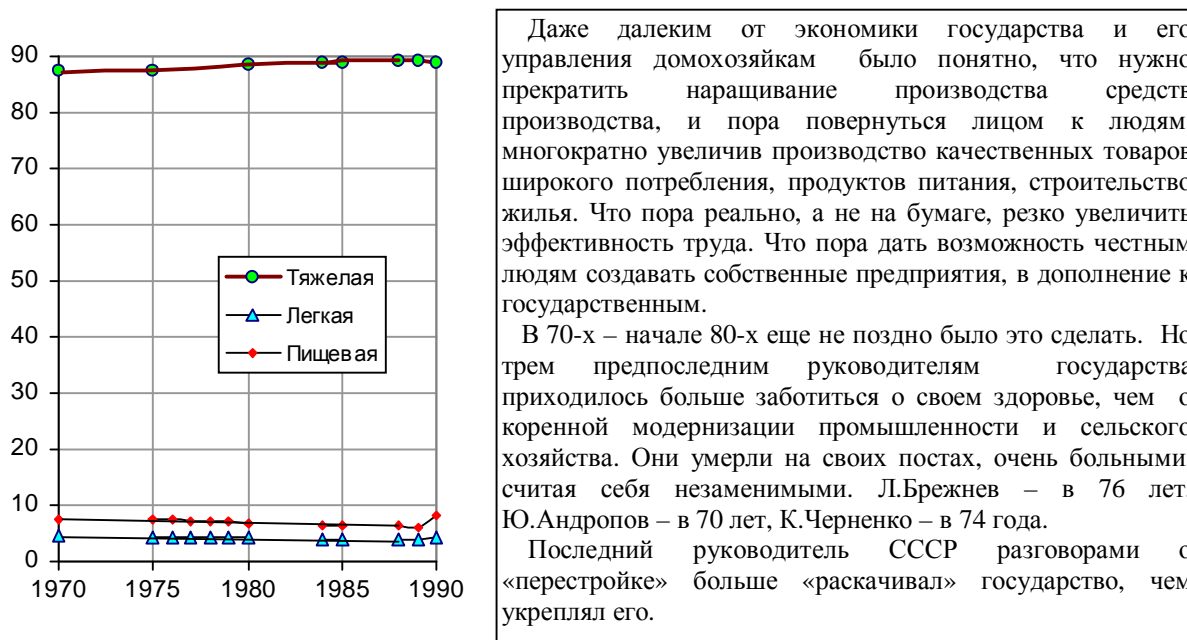 90
80
70
60
50
40
30
20
10
0
1970 1975 1980 1985 1990
Тяжелая
Легкая
Пищевая
Даже далеким от экономики государства и его
управления домохозяйкам было понятно, что нужно
прекратить наращивание производства средств
производства, и пора повернуться лицом к людям
многократно увеличив производство качественных товаров
широкого потребления, продуктов питания, строительство
жилья. Что пора реально, а не на бумаге, резко увеличить
эффективность труда. Что пора дать возможность честным
людям создавать собственные предприятия, в дополнение к
государственным.
В 70-х – начале 80-х еще не поздно было это сделать. Но
трем предпоследним руководителям государства
приходилось больше заботиться о своем здоровье, чем о
коренной модернизации промышленности и сельского
хозяйства. Они умерли на своих постах, очень больными
считая себя незаменимыми. Л.Брежнев – в 76 лет,
Ю.Андропов – в 70 лет, К.Черненко – в 74 года.
Последний руководитель СССР разговорами о
«перестройке» больше «раскачивал» государство, чем
укреплял его.